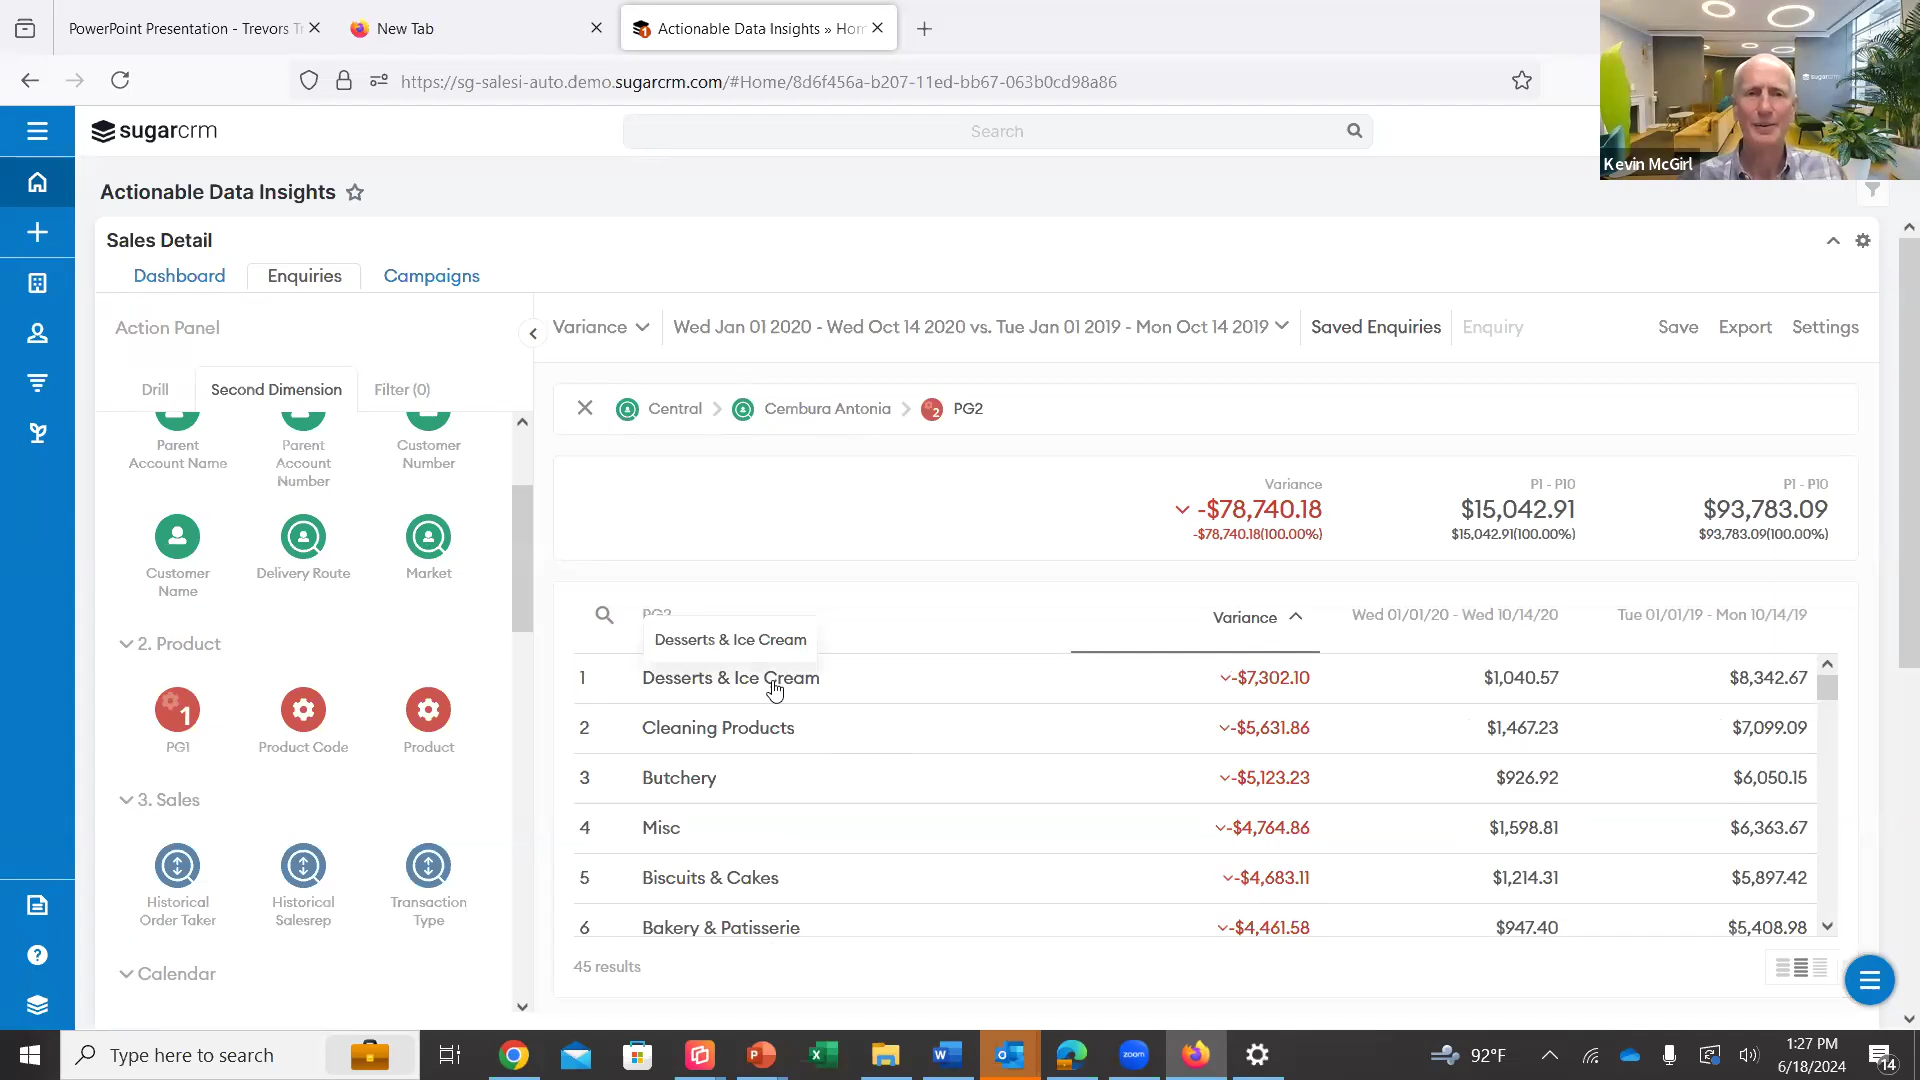 PowerPoint Presentation - Trevors Tr
New Tab
Actionable Data Insights » Hom
https://sg-salesi-auto.demo.sugarcrm.com/#Home/8d6f456a-b207-11ed-bb67-063b0cd98a86
sugarcrm
Search
sugarcrm
Kevin McGirl
Actionable Data Insights
Sales Detail
Dashboard
Enquiries
Campaigns
Action Panel
Variance
Wed Jan 01 2020 - Wed Oct 14 2020 vs. Tue Jan 01 2019 - Mon Oct 14 2019
Saved Enquiries
Enquiry
Save
Export
Settings
Drill
Second Dimension
Filter (0)
Central
Cembura Antonia
2
PG2
Parent
Account Name
Parent
Account
Number
Customer
Number
Customer
Name
Delivery Route
Market
2. Product
1
PG1
Product Code
Product
3. Sales
Historical
Order Taker
Historical
Salesrep
Transaction
Type
Calendar
Variance
-$78,740.18
-$78,740.18(100.00%)
P1 - P10
$15,042.91
$15,042.91(100.00%)
P1 - P10
$93,783.09
$93,783.09(100.00%)
PG2
Variance
Wed 01/01/20 - Wed 10/14/20
Tue 01/01/19 - Mon 10/14/19
Desserts & Ice Cream
1 Desserts & Ice Cream -$7,302.10 $1,040.57 $8,342.67
2 Cleaning Products -$5,631.86 $1,467.23 $7,099.09
3 Butchery -$5,123.23 $926.92 $6,050.15
4 Misc -$4,764.86 $1,598.81 $6,363.67
5 Biscuits & Cakes -$4,683.11 $1,214.31 $5,897.42
6 Bakery & Patisserie -$4,461.58 $947.40 $5,408.98
45 results
Type here to search
zoom
92°F
1:27 PM
6/18/2024
14